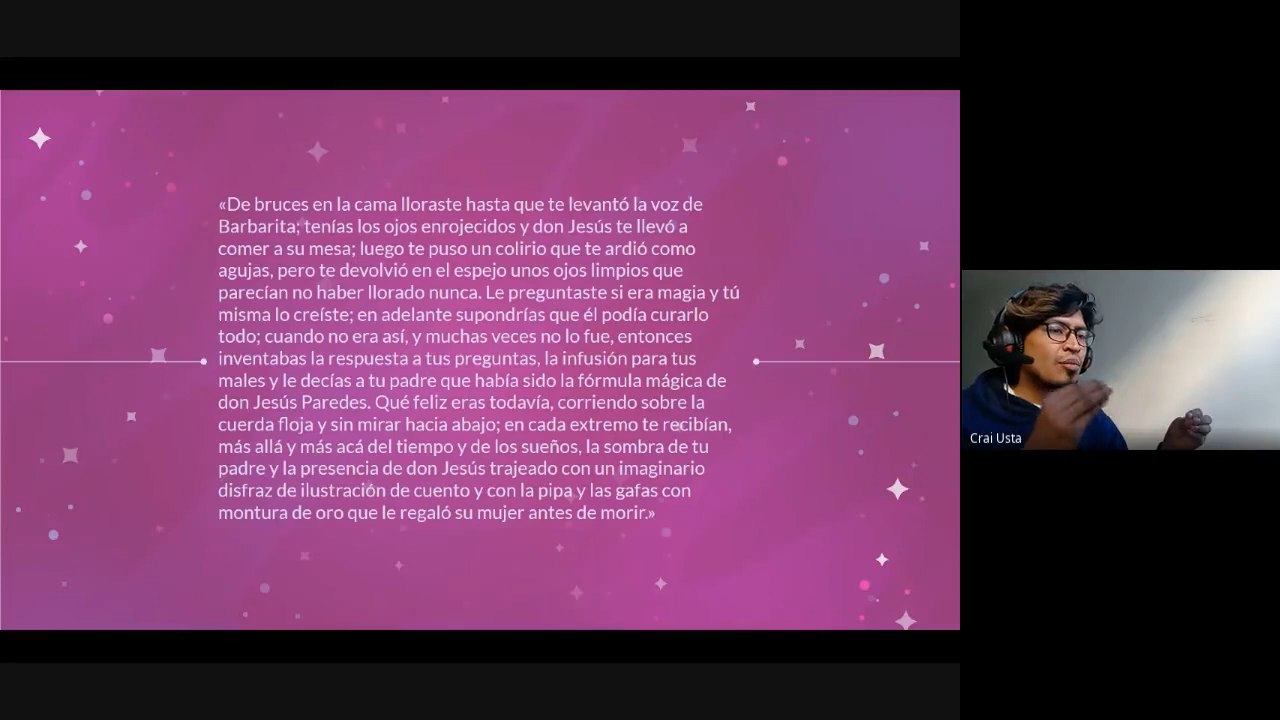 «De bruces en la cama lloraste hasta que te levantó la voz de
Barbarita; tenías los ojos enrojecidos y don Jesús te llevó a
comer a su mesa; luego te puso un colirio que te ardió como
agujas, pero te devolvió en el espejo unos ojos limpios que
parecían no haber llorado nunca. Le preguntaste si era magia y tú
misma lo creíste; en adelante supondrías que él podía curarlo
todo; cuando no era así, y muchas veces no lo fue, entonces
inventabas la respuesta a tus preguntas, la infusión para tus
males y le decías a tu padre que había sido la fórmula mágica de
don Jesús Paredes. Qué feliz eras todavía, corriendo sobre la
cuerda floja y sin mirar hacia abajo; en cada extremo te recibían,
más allá y más acá del tiempo y de los sueños, la sombra de tu
padre y la presencia de don Jesús trajeado con un imaginario
disfraz de ilustración de cuento y con la pipa y las gafas con
montura de oro que le regaló su mujer antes de morir.»
Crai Usta